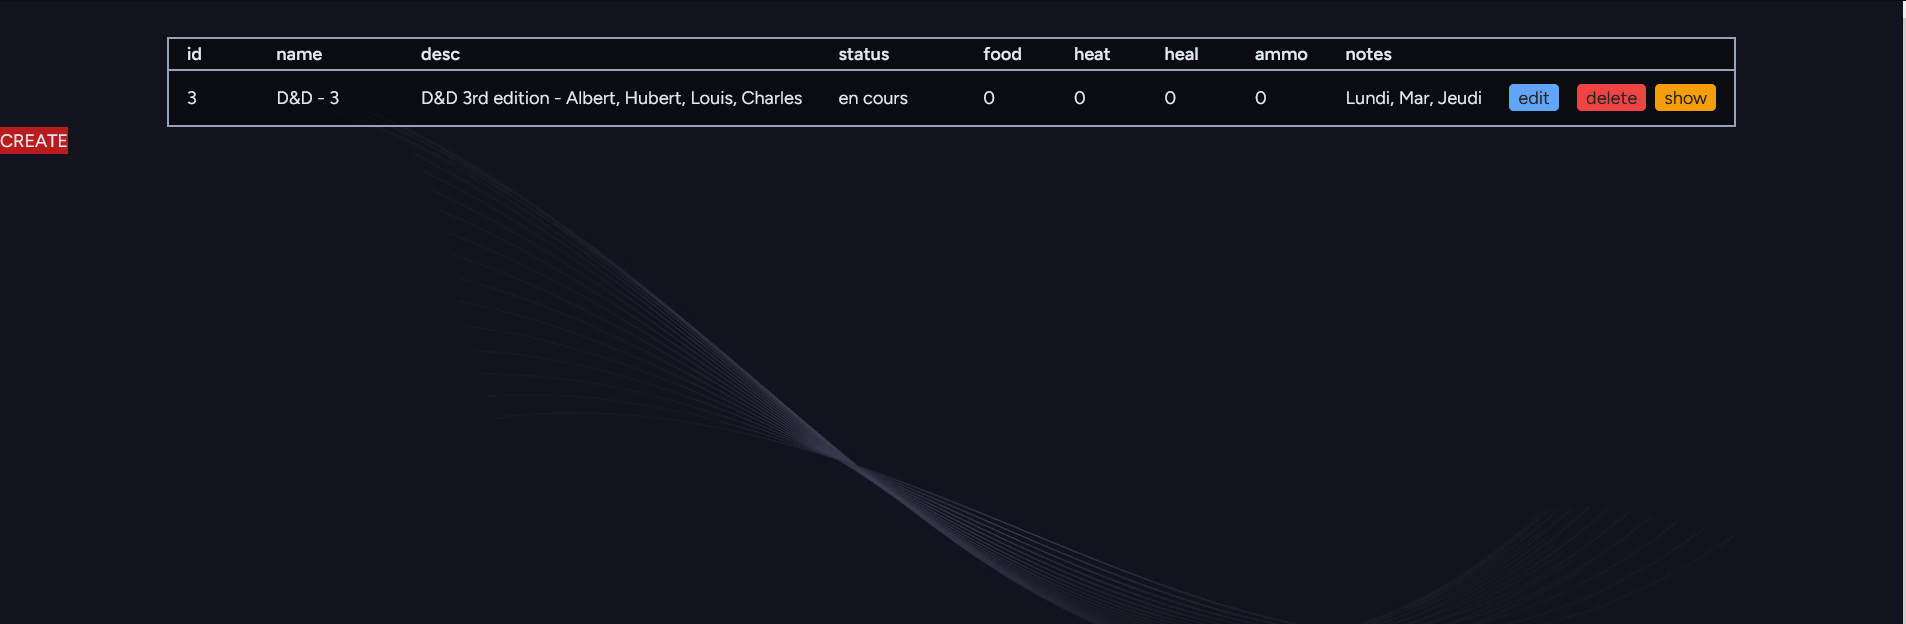 id name desc status food heat heal ammo notes
3 D&D - 3 D&D 3rd edition - Albert, Hubert, Louis, Charles en cours 0 0 0 0 Lundi, Mar, Jeudi edit delete show
CREATE